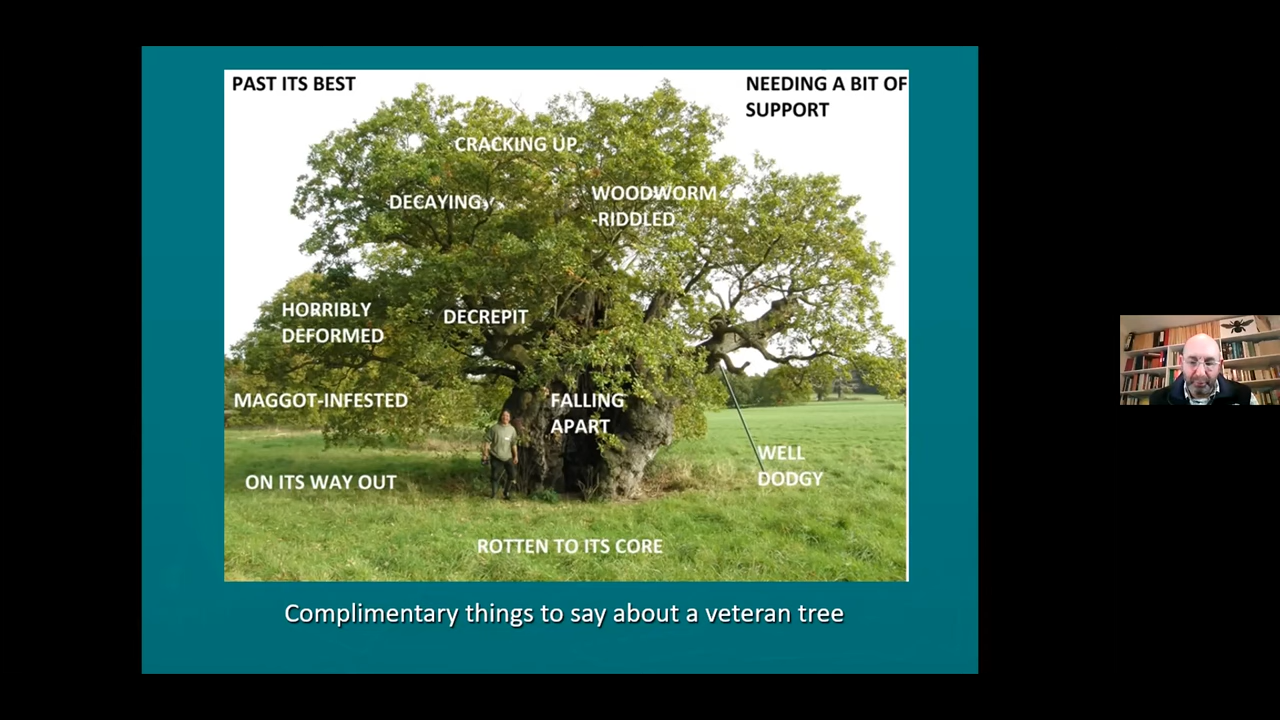 PAST ITS BEST
NEEDING A BIT OF
SUPPORT
CRACKING UP
DECAYING
WOODWORM
-RIDDLED
HORRIBLY
DEFORMED
DECREPIT
MAGGOT-INFESTED
FALLING
APART
WELL
DODGY
ON ITS WAY OUT
ROTTEN TO ITS CORE
Complimentary things to say about a veteran tree